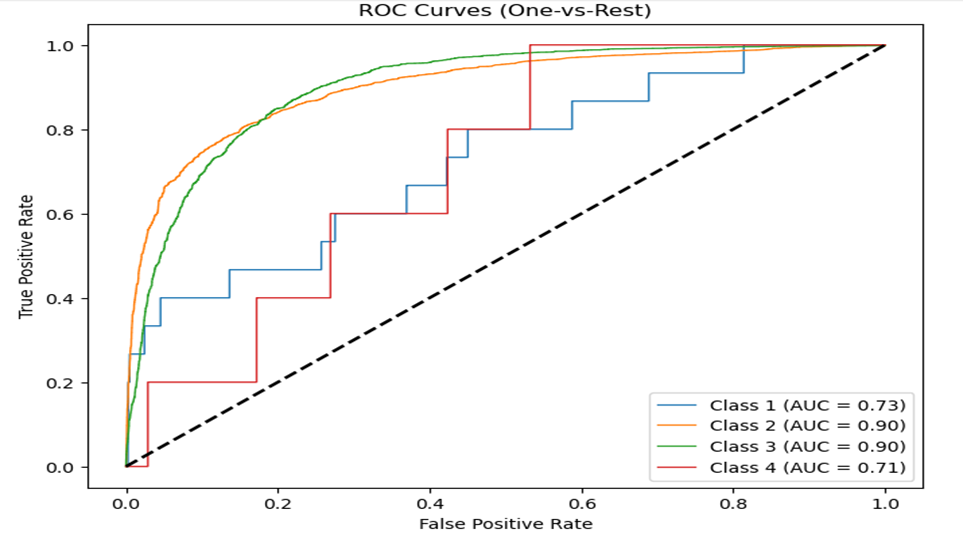 ROC Curves (One-vs-Rest)
True Positive Rate
1.0
0.8
0.6
0.4
0.2
0.0
Class 1 (AUC = 0.73)
Class 2 (AUC = 0.90)
Class 3 (AUC = 0.90)
Class 4 (AUC = 0.71)
0.0 0.2 0.4 0.6 0.8 1.0
False Positive Rate